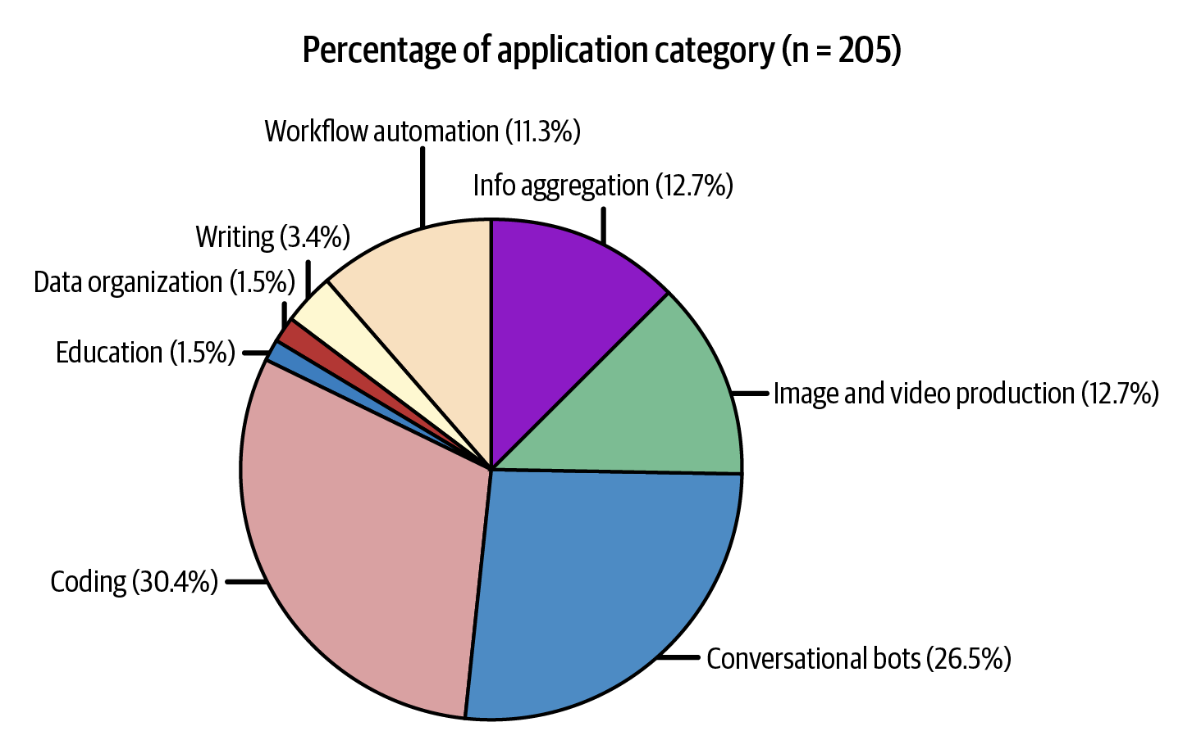 Percentage of application category (n = 205)
Workflow automation (11.3%)
Info aggregation (12.7%)
Writing (3.4%)
Data organization (1.5%)
Education (1.5%)
Image and video production (12.7%)
Coding (30.4%)
Conversational bots (26.5%)